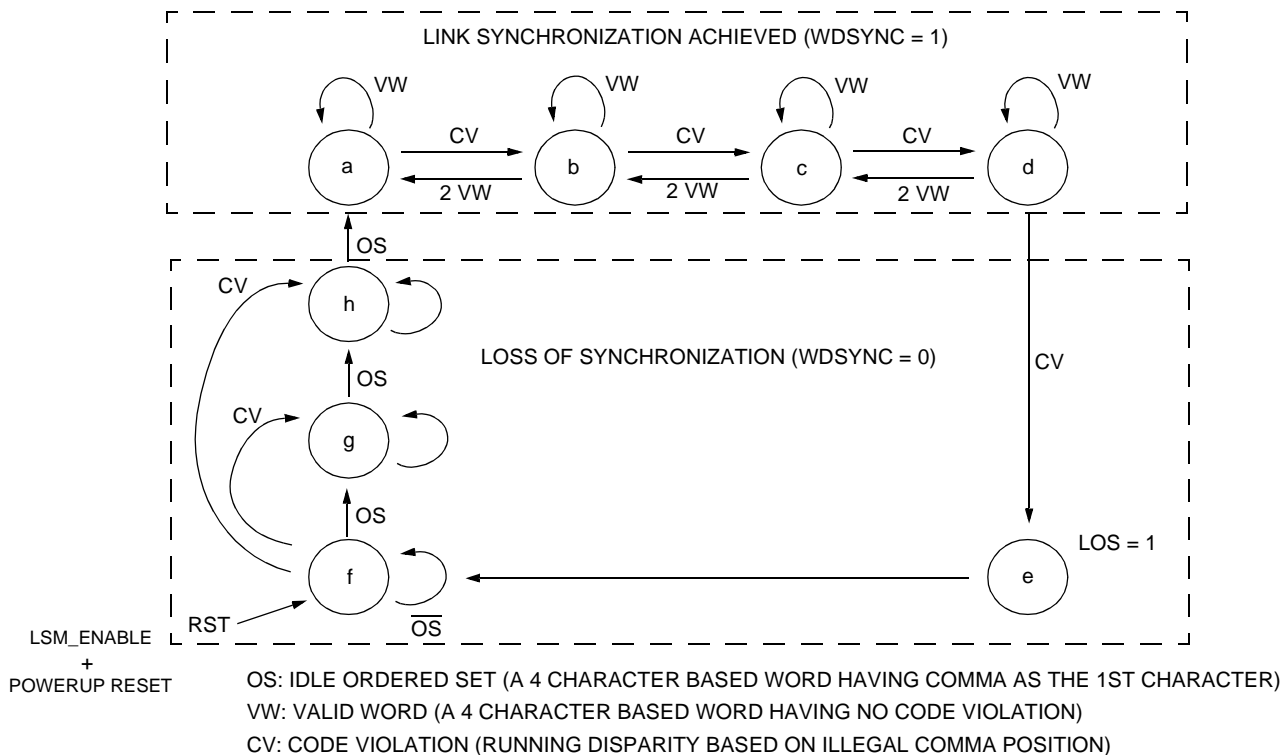 LINK SYNCHRONIZATION ACHIEVED (WDSYNC = 1)
VW VW VW VW
CV CV CV
a b c d
2 VW 2 VW 2 VW
OS
CV
h
LOSS OF SYNCHRONIZATION (WDSYNC = 0)
CV
OS
CV
g
OS
LOS = 1
f e
RST
OS
LSM_ENABLE
+
POWERUP RESET
OS: IDLE ORDERED SET (A 4 CHARACTER BASED WORD HAVING COMMA AS THE 1ST CHARACTER)
VW: VALID WORD (A 4 CHARACTER BASED WORD HAVING NO CODE VIOLATION)
CV: CODE VIOLATION (RUNNING DISPARITY BASED ON ILLEGAL COMMA POSITION)